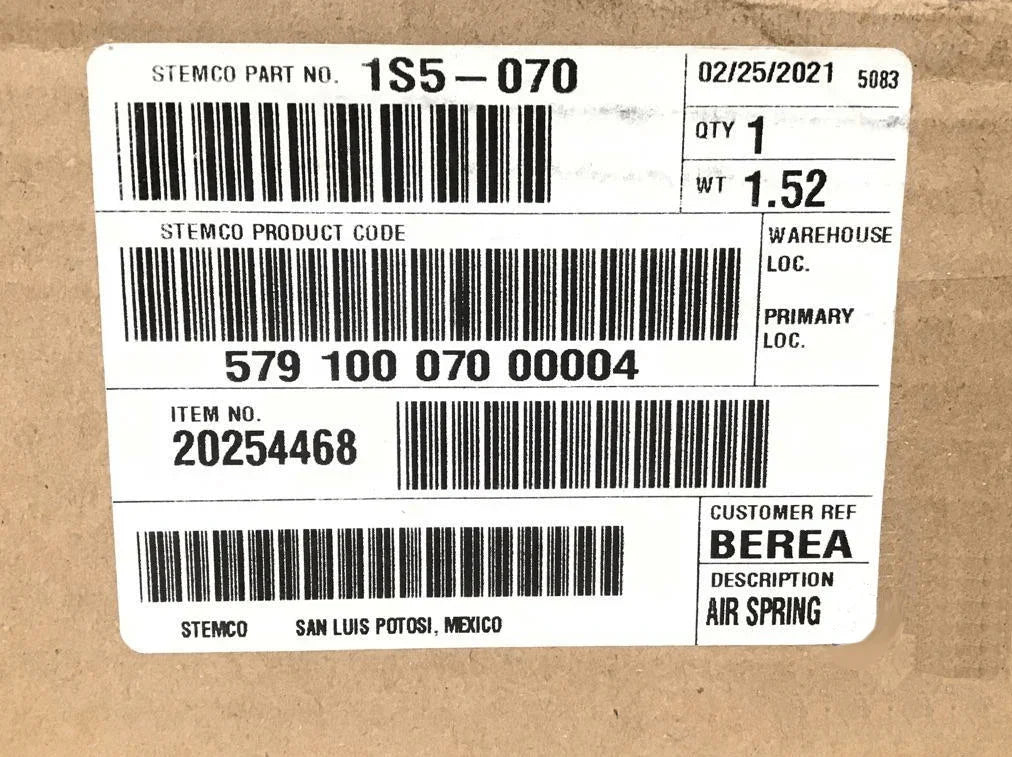 STEMCO PART NO. 1S5-070
02/25/2021 5083
QTY 1
WT 1.52
STEMCO PRODUCT CODE
579 100 070 00004
WAREHOUSE
LOC.
PRIMARY
LOC.
ITEM NO.
20254468
CUSTOMER REF
BEREA
DESCRIPTION
AIR SPRING
STEMCO SAN LUIS POTOSI, MEXICO